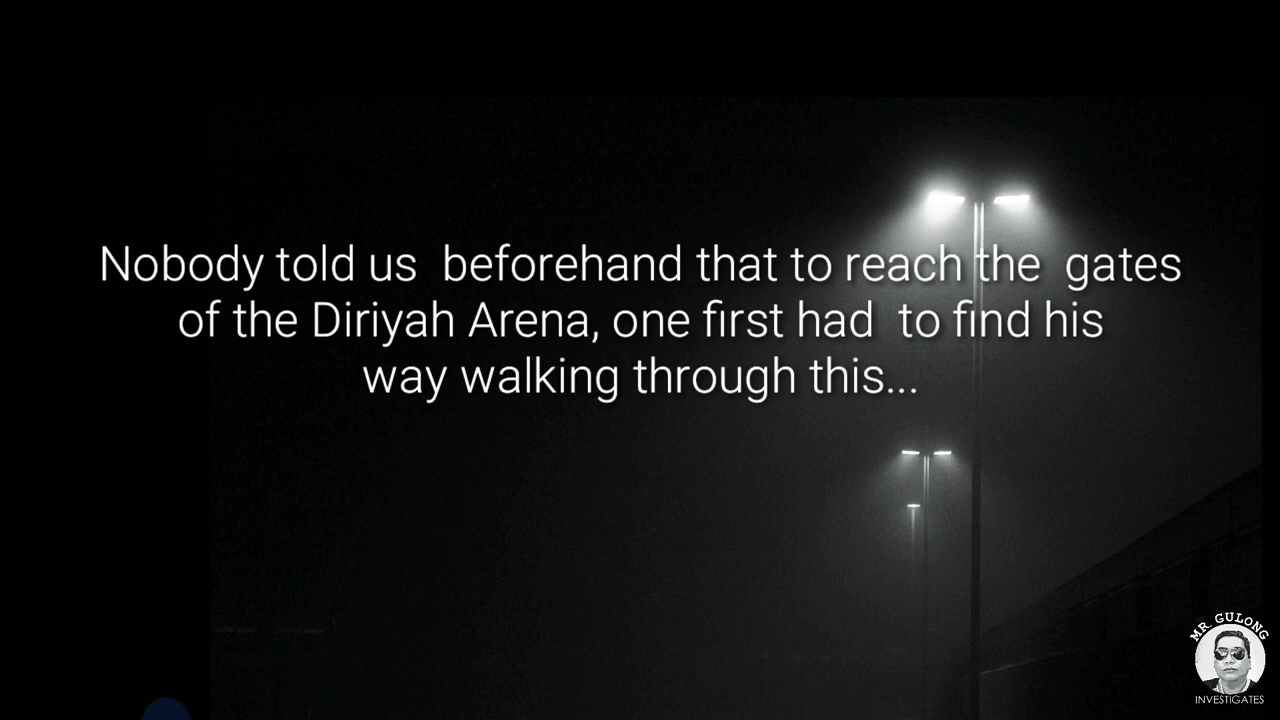 Nobody told us  beforehand that to reach the  gates
of the Diriyah Arena, one first had  to find his
way walking through this...
MR. GULONG
INVESTIGATES